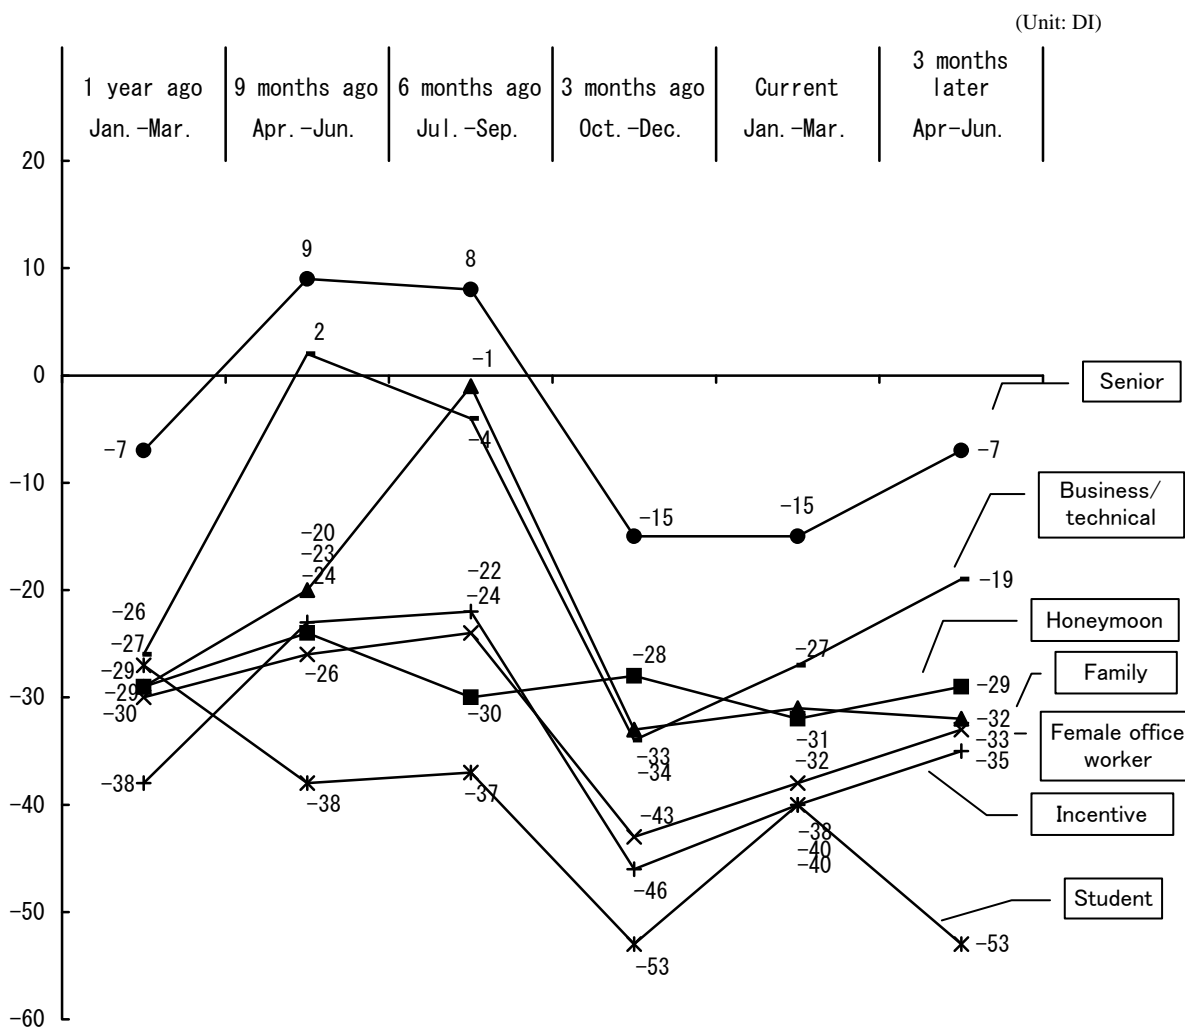 (Unit: DI)
1 year ago
Jan.-Mar.
9 months ago
Apr.-Jun.
6 months ago
Jul.-Sep.
3 months ago
Oct.-Dec.
Current
Jan.-Mar.
3 months
later
Apr-Jun.
20
10
0
-10
-20
-30
-40
-50
-60
-7
-26
-27
-29
-29
-30
-38
9
2
-20
-23
-24
-26
-38
8
-1
-4
-22
-24
-30
-37
-15
-28
-33
-34
-43
-46
-53
-15
-27
-31
-32
-38
-40
-40
-7
-19
-29
-32
-33
-35
-53
Senior
Business/
technical
Honeymoon
Family
Female office
worker
Incentive
Student